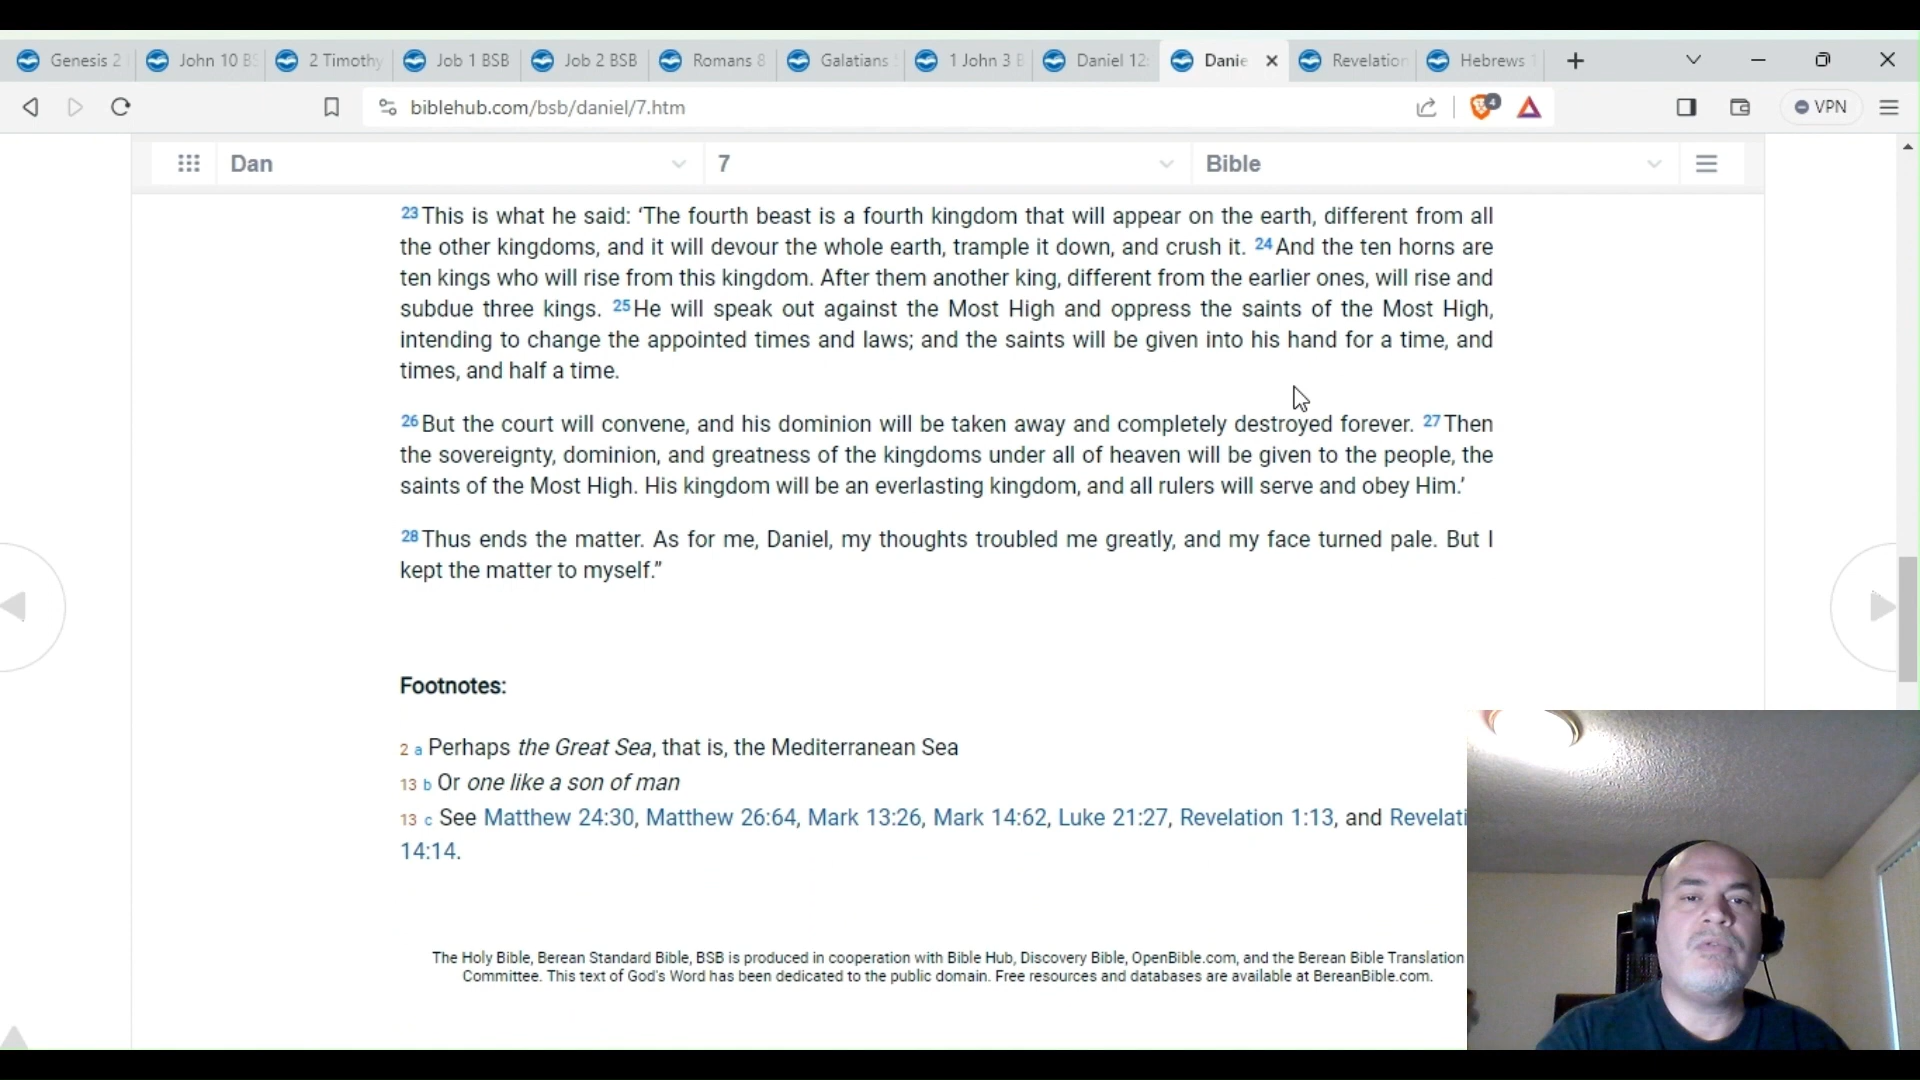 Genesis 2 John 10 BS 2 Timothy Job 1 BSB Job 2 BSB Romans 8 Galatians 1 John 3 Daniel 12: Danie Revelation Hebrews 1
biblehub.com/bsb/daniel/7.htm 4 VPN
Dan 7 Bible
23 This is what he said: ‘The fourth beast is a fourth kingdom that will appear on the earth, different from all
the other kingdoms, and it will devour the whole earth, trample it down, and crush it. 24 And the ten horns are
ten kings who will rise from this kingdom. After them another king, different from the earlier ones, will rise and
subdue three kings. 25 He will speak out against the Most High and oppress the saints of the Most High,
intending to change the appointed times and laws; and the saints will be given into his hand for a time, and
times, and half a time.
26 But the court will convene, and his dominion will be taken away and completely destroyed forever. 27 Then
the sovereignty, dominion, and greatness of the kingdoms under all of heaven will be given to the people, the
saints of the Most High. His kingdom will be an everlasting kingdom, and all rulers will serve and obey Him.’
28 Thus ends the matter. As for me, Daniel, my thoughts troubled me greatly, and my face turned pale. But I
kept the matter to myself.”
Footnotes:
2 a Perhaps the Great Sea, that is, the Mediterranean Sea
13 b Or one like a son of man
13 c See Matthew 24:30, Matthew 26:64, Mark 13:26, Mark 14:62, Luke 21:27, Revelation 1:13, and Revelati
14:14.
The Holy Bible, Berean Standard Bible, BSB is produced in cooperation with Bible Hub, Discovery Bible, OpenBible.com, and the Berean Bible Translation
Committee. This text of God's Word has been dedicated to the public domain. Free resources and databases are available at BereanBible.com.